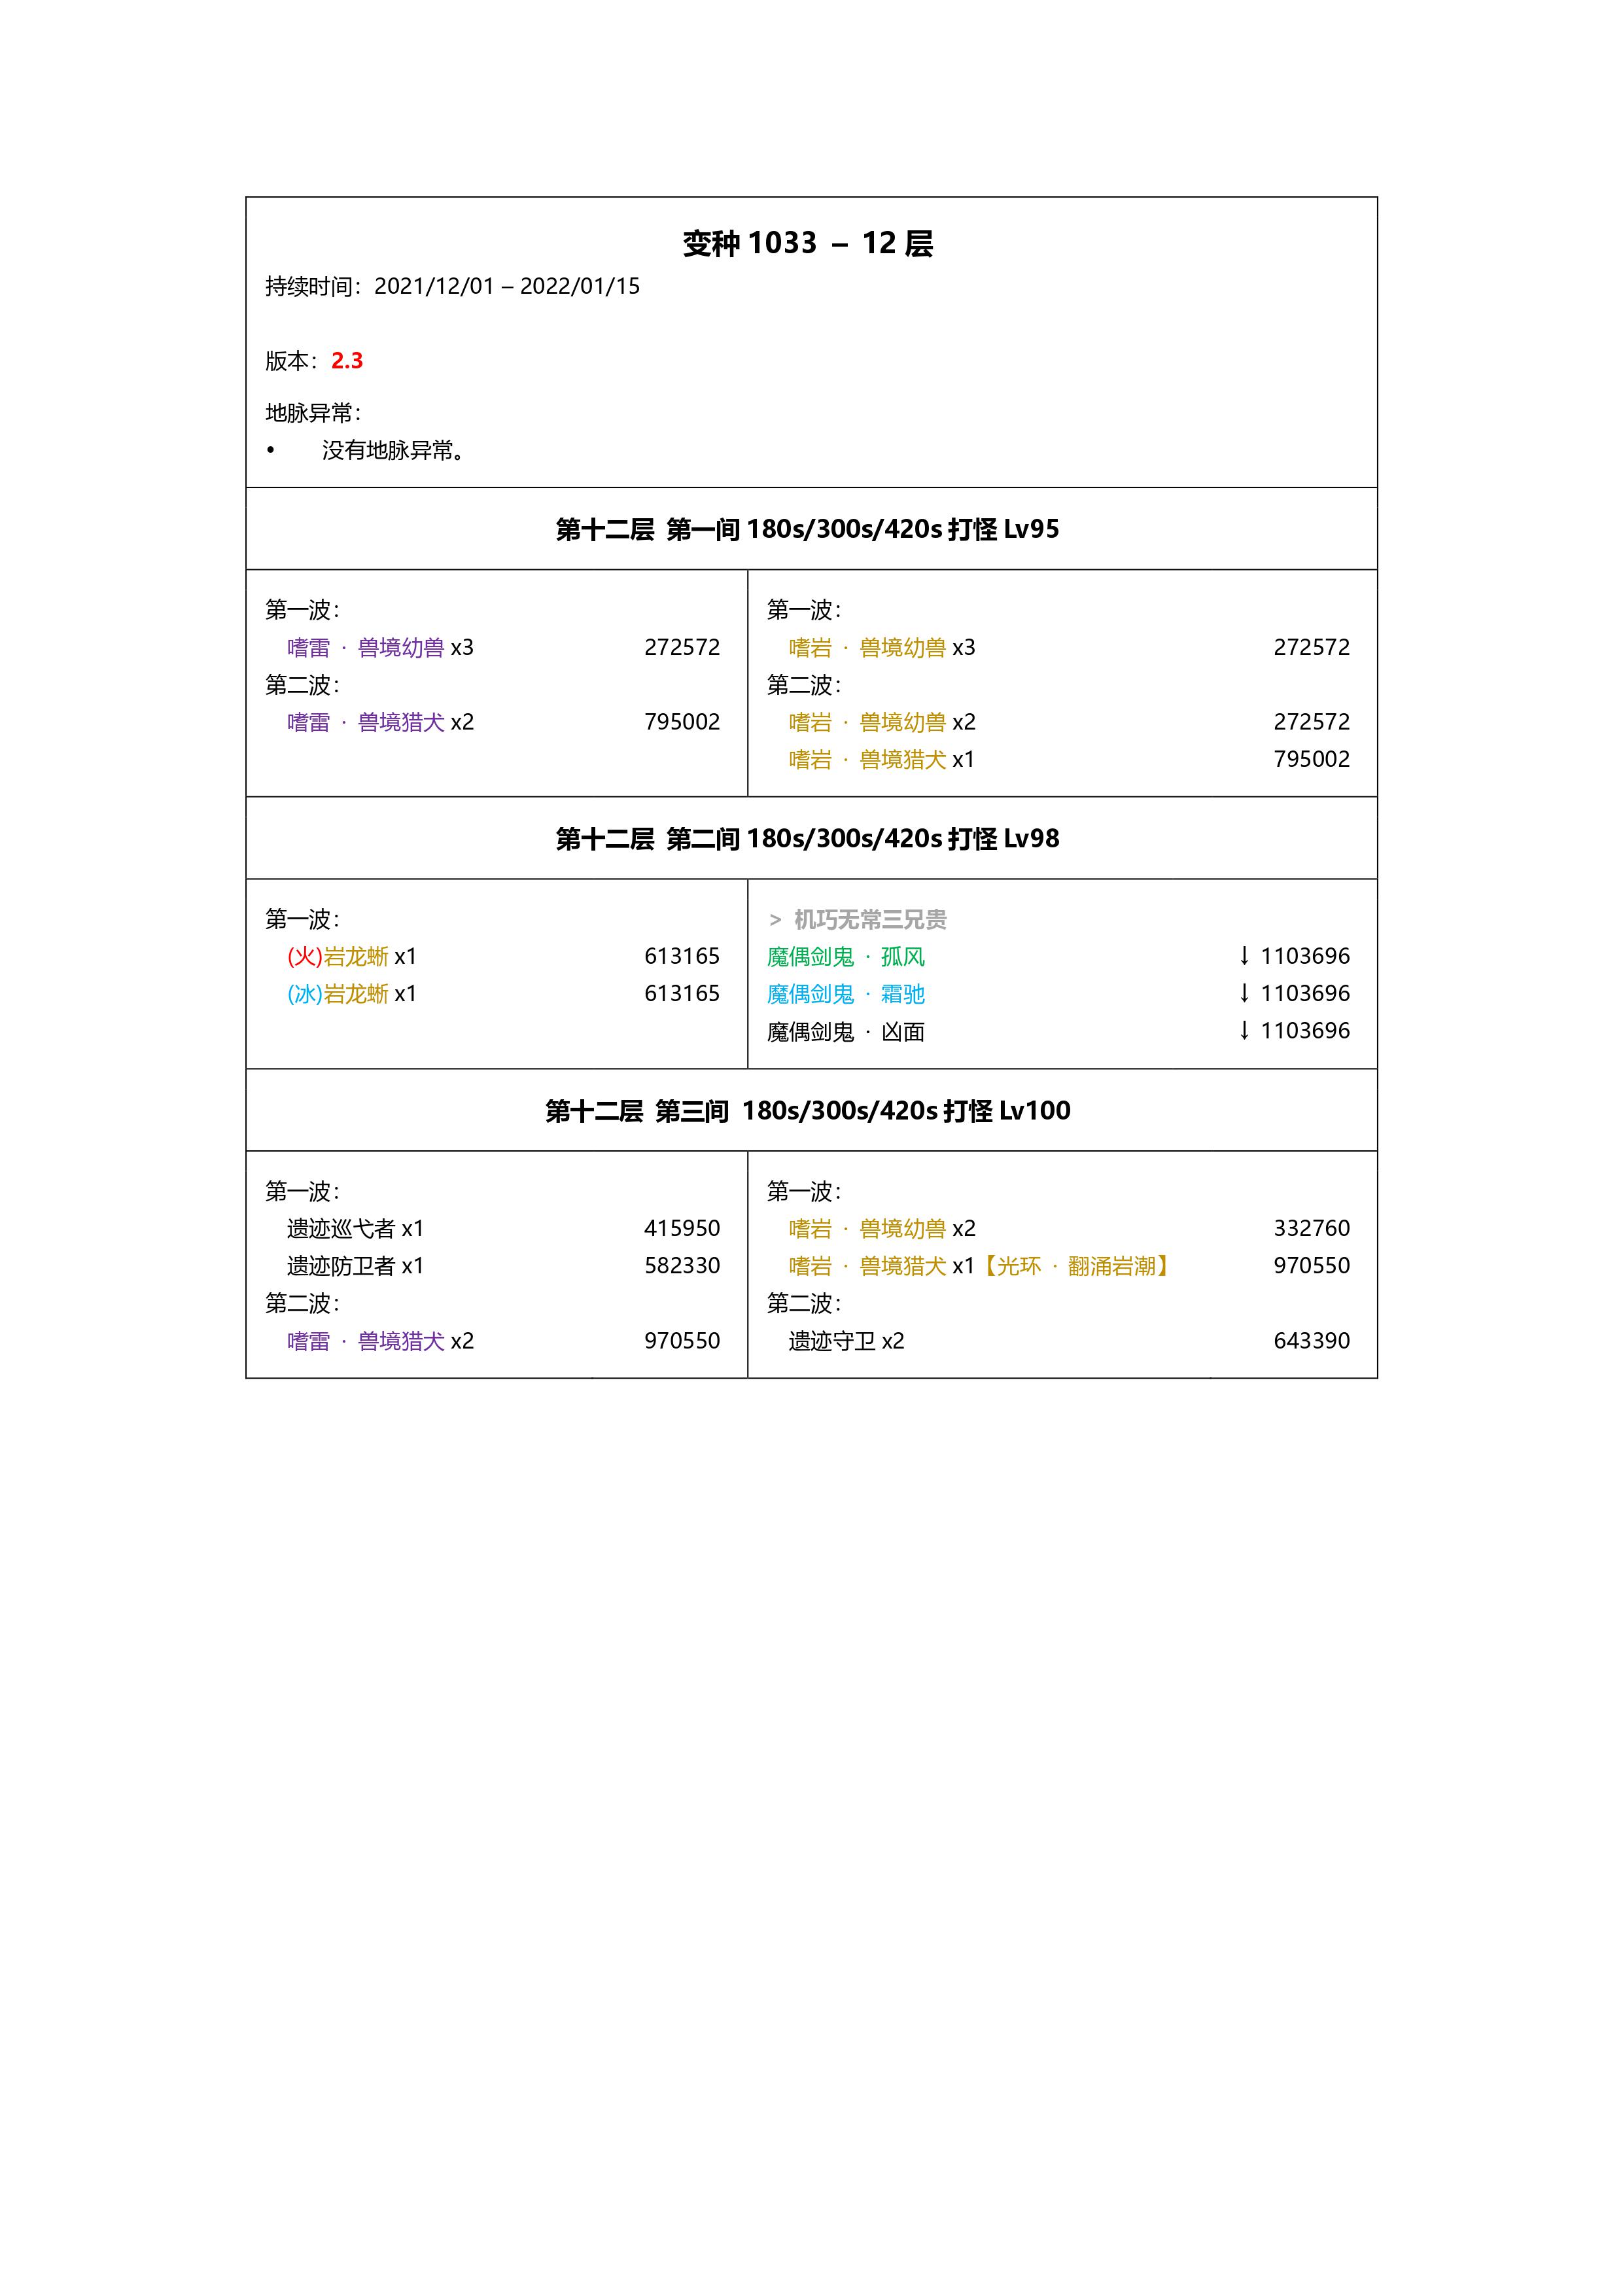 变种 1033 – 12 层
持续时间：2021/12/01 – 2022/01/15
版本：2.3
地脉异常：
• 没有地脉异常。
第十二层 第一间 180s/300s/420s 打怪 Lv95
第一波：
嗜雷 · 兽境幼兽 x3 272572
第二波：
嗜雷 · 兽境猎犬 x2 795002
第一波：
嗜岩 · 兽境幼兽 x3 272572
第二波：
嗜岩 · 兽境幼兽 x2 272572
嗜岩 · 兽境猎犬 x1 795002
第十二层 第二间 180s/300s/420s 打怪 Lv98
第一波：
(火)岩龙蜥 x1 613165
(冰)岩龙蜥 x1 613165
> 机巧无常三兄贵
魔偶剑鬼 · 孤风 ↓ 1103696
魔偶剑鬼 · 霜驰 ↓ 1103696
魔偶剑鬼 · 凶面 ↓ 1103696
第十二层 第三间 180s/300s/420s 打怪 Lv100
第一波：
遗迹巡弋者 x1 415950
遗迹防卫者 x1 582330
第二波：
嗜雷 · 兽境猎犬 x2 970550
第一波：
嗜岩 · 兽境幼兽 x2 332760
嗜岩 · 兽境猎犬 x1【光环 · 翻涌岩潮】 970550
第二波：
遗迹守卫 x2 643390